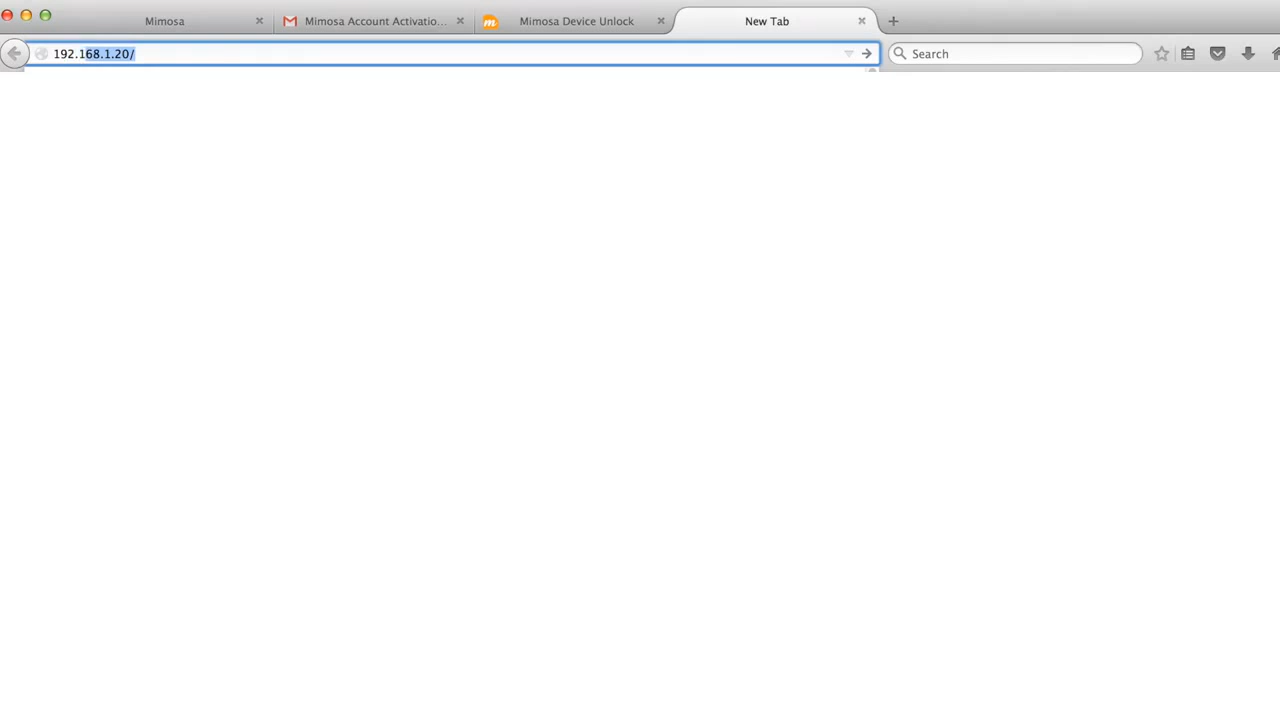 Mimosa
Mimosa Account Activatio...
Mimosa Device Unlock
New Tab
192.168.1.20/
Search